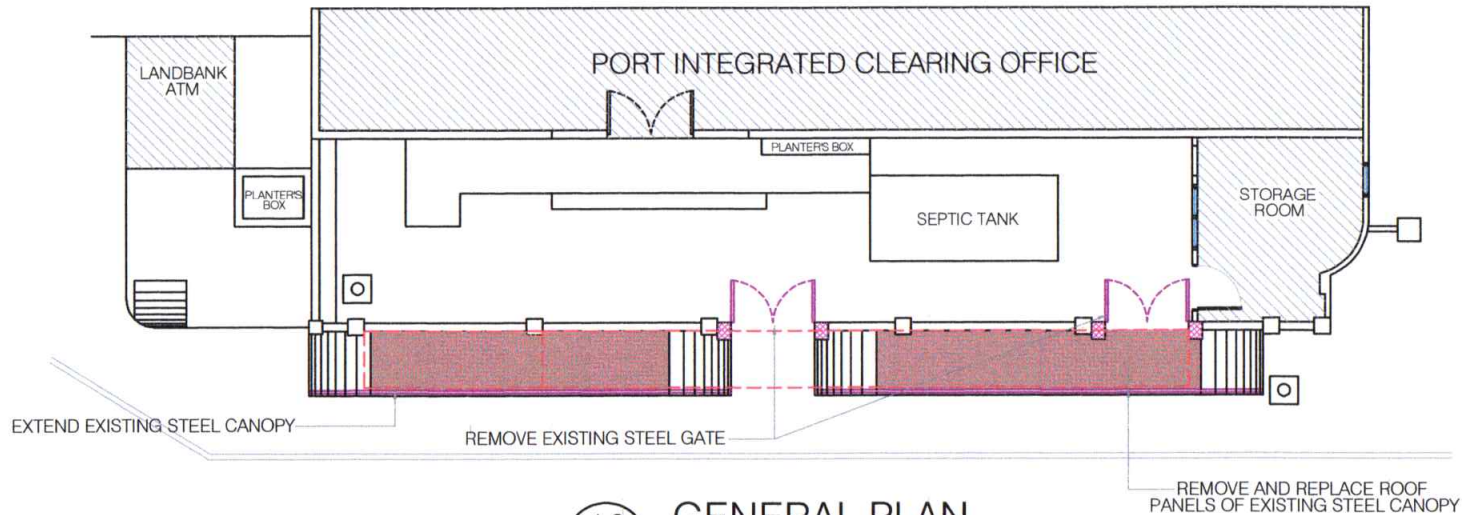 PORT INTEGRATED CLEARING OFFICE
LANDBANK
ATM
PLANTER'S BOX
PLANTER'S
BOX
STORAGE
ROOM
SEPTIC TANK
EXTEND EXISTING STEEL CANOPY
REMOVE EXISTING STEEL GATE
REMOVE AND REPLACE ROOF
PANELS OF EXISTING STEEL CANOPY
GENERAL PLAN